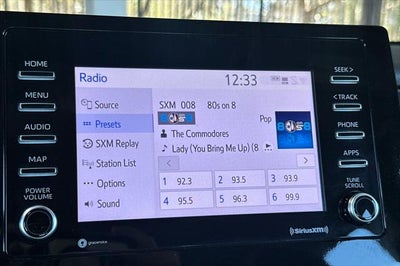 HOME
MENU
AUDIO
MAP
POWER
VOLUME
Radio
12:33
Source
Presets
SXM Replay
Station List
Options
Sound
SXM 008 80s on 8
Pop
The Commodores
Lady (You Bring Me Up) (8
1 92.3
2 93.5
3 93.9
4 95.5
5 96.3
6 99.9
SEEK >
< TRACK
PHONE
APPS
TUNE
SCROLL
gracenote
((SiriusXM))